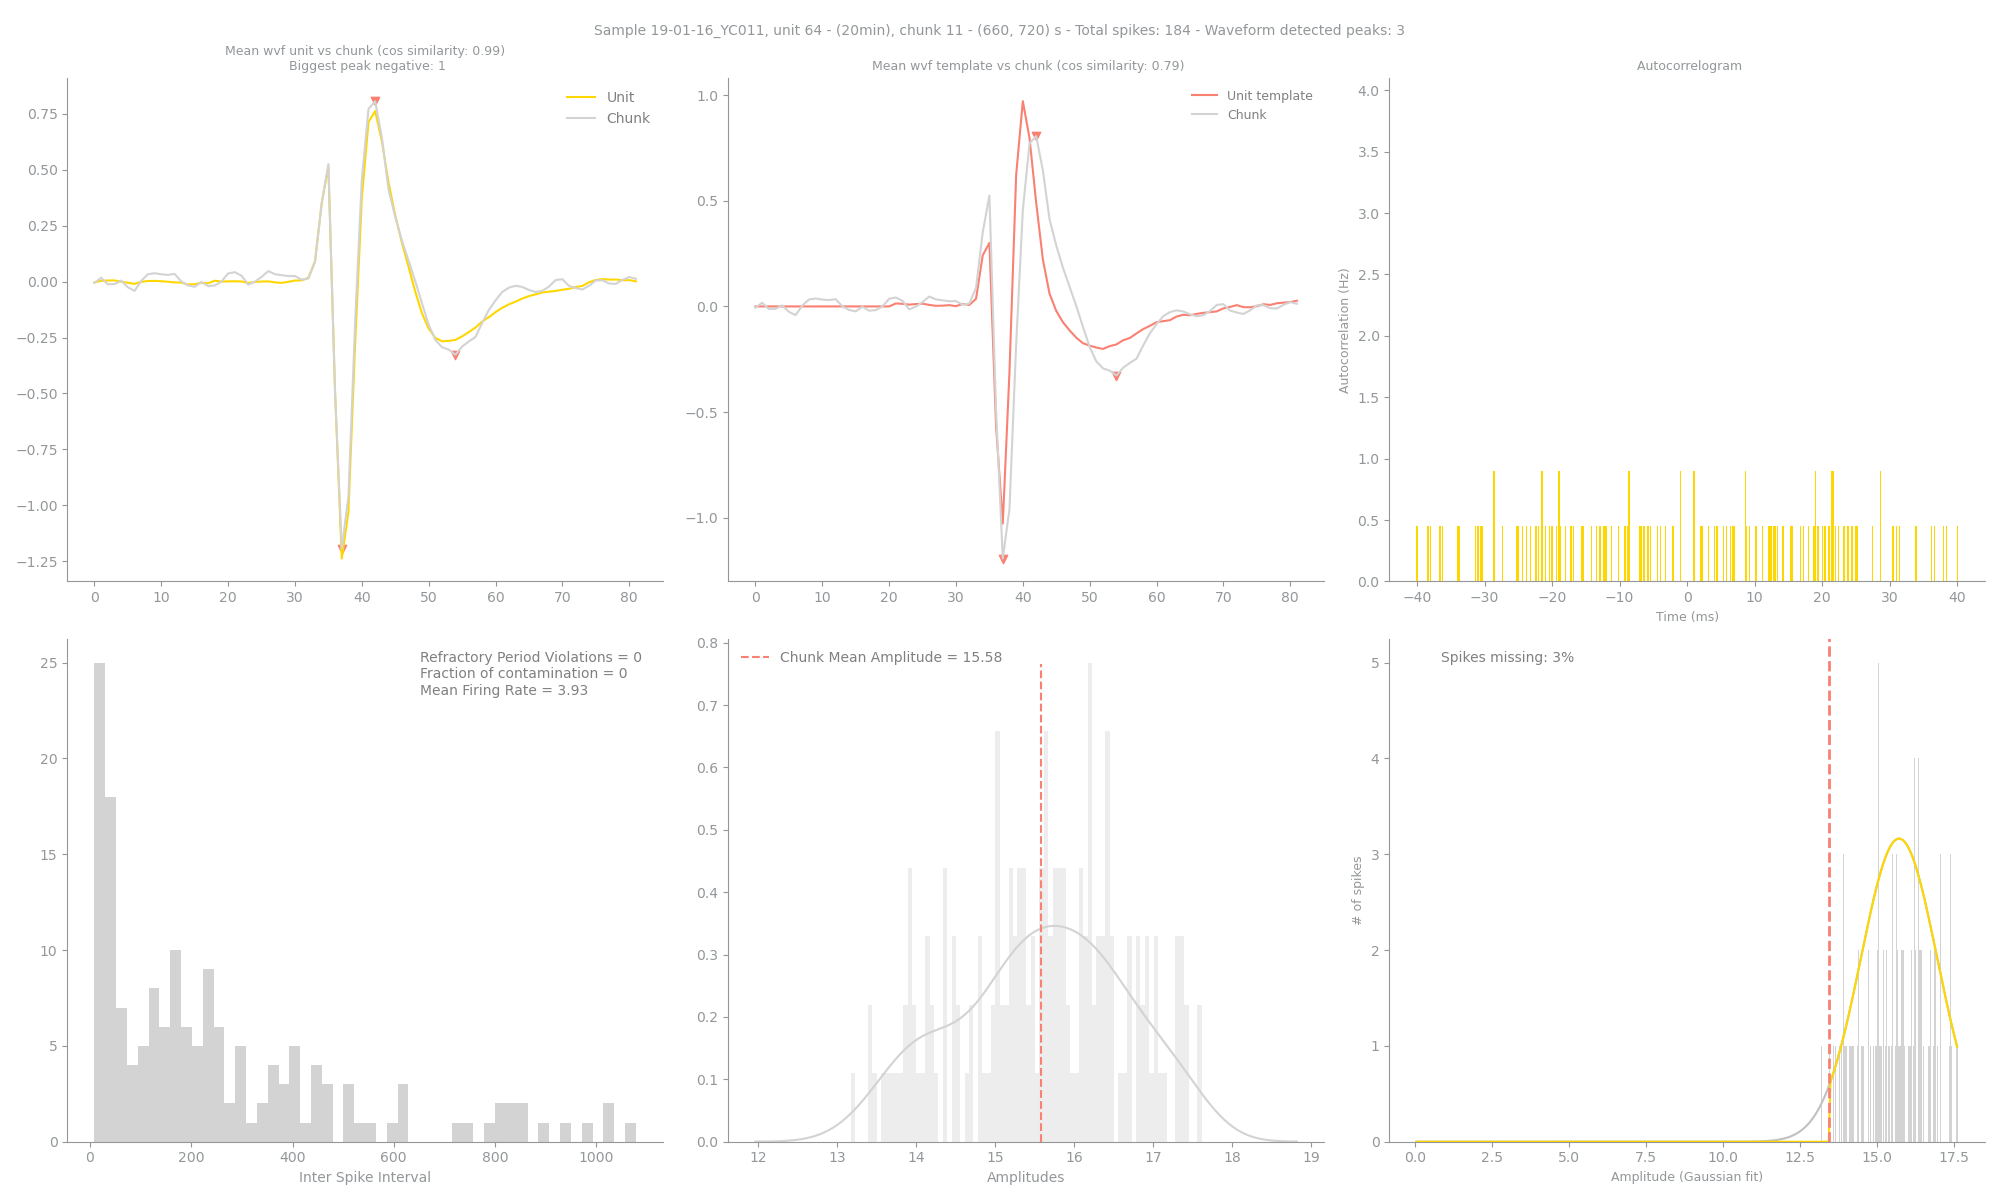 Sample 19-01-16_YC011, unit 64 - (20min), chunk 11 - (660, 720) s - Total spikes: 184 - Waveform detected peaks: 3
Mean wvf unit vs chunk (cos similarity: 0.99)
Biggest peak negative: 1
Unit
Chunk
0.75
0.50
0.25
0.00
−0.25
−0.50
−0.75
−1.00
−1.25
0 10 20 30 40 50 60 70 80
Mean wvf template vs chunk (cos similarity: 0.79)
Unit template
Chunk
1.0
0.5
0.0
−0.5
−1.0
0 10 20 30 40 50 60 70 80
Autocorrelogram
Autocorrelation (Hz)
4.0
3.5
3.0
2.5
2.0
1.5
1.0
0.5
0.0
−40 −30 −20 −10 0 10 20 30 40
Time (ms)
Refractory Period Violations = 0
Fraction of contamination = 0
Mean Firing Rate = 3.93
25
20
15
10
5
0
0 200 400 600 800 1000
Inter Spike Interval
Chunk Mean Amplitude = 15.58
0.8
0.7
0.6
0.5
0.4
0.3
0.2
0.1
0.0
12 13 14 15 16 17 18 19
Amplitudes
Spikes missing: 3%
# of spikes
5
4
3
2
1
0
0.0 2.5 5.0 7.5 10.0 12.5 15.0 17.5
Amplitude (Gaussian fit)